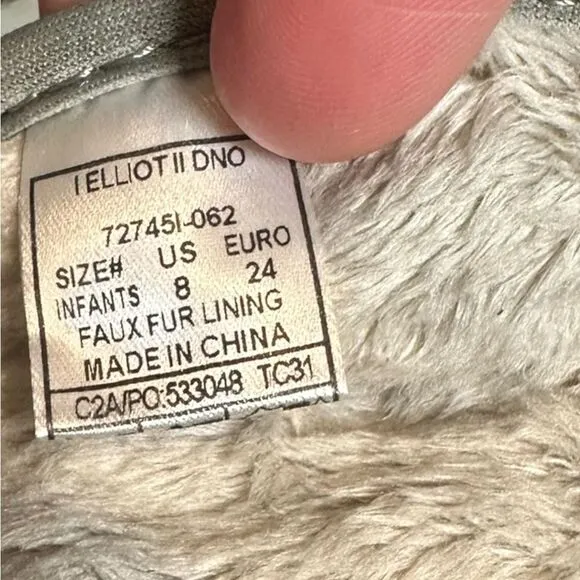 I ELLIOT II DNO
72745I-062
SIZE# US EURO
INFANTS 8 24
FAUX FUR LINING
MADE IN CHINA
C2A/PO:533048 TC31